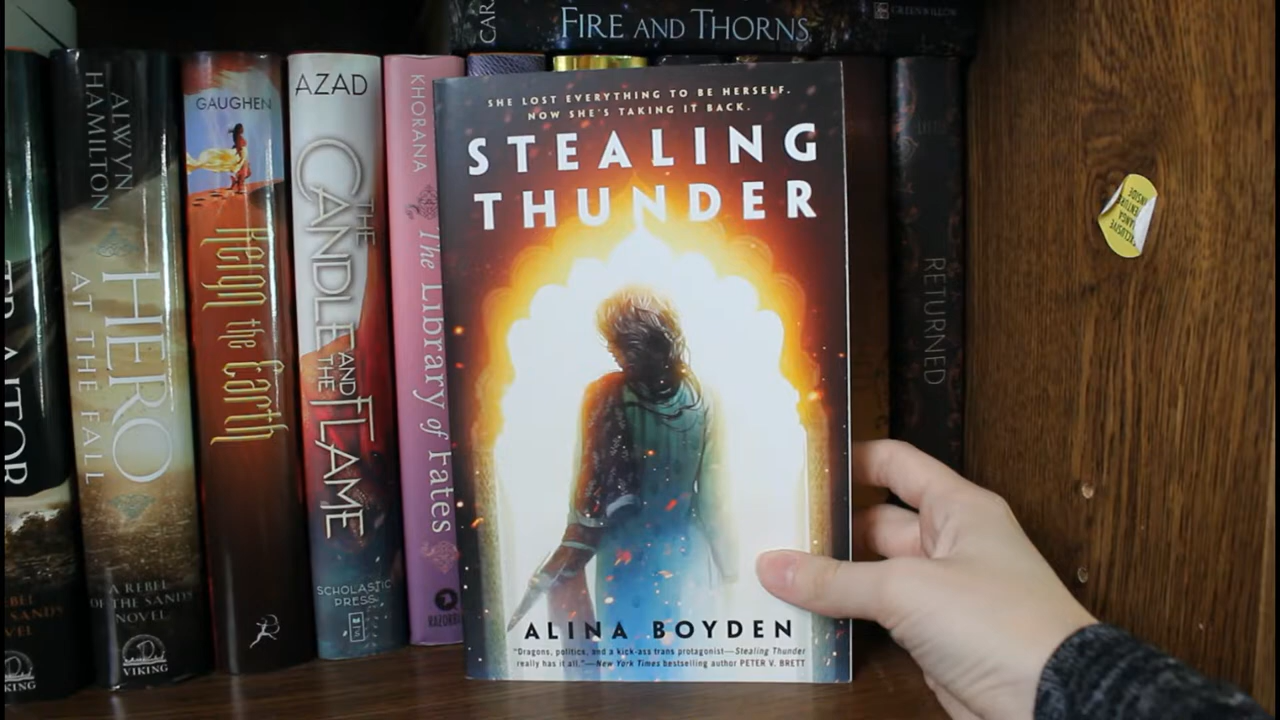 CAR
FIRE AND THORNS
GREENWILLOW
ALWYN
HAMILTON
HERO
AT THE FALL
A REBEL
OF THE SANDS
NOVEL
VIKING
GAUGHEN
Reign the Earth
AZAD
THE
CANDLE
AND
THE
FLAME
SCHOLASTIC
PRESS
KHORANA
The Library of Fates
SHE LOST EVERYTHING TO BE HERSELF.
NOW SHE'S TAKING IT BACK.
STEALING
THUNDER
ALINA BOYDEN
"Dragons, politics, and a kick-ass trans protagonist—Stealing Thunder
really has it all."—New York Times bestselling author PETER V. BRETT
RETURNED
INSIDE